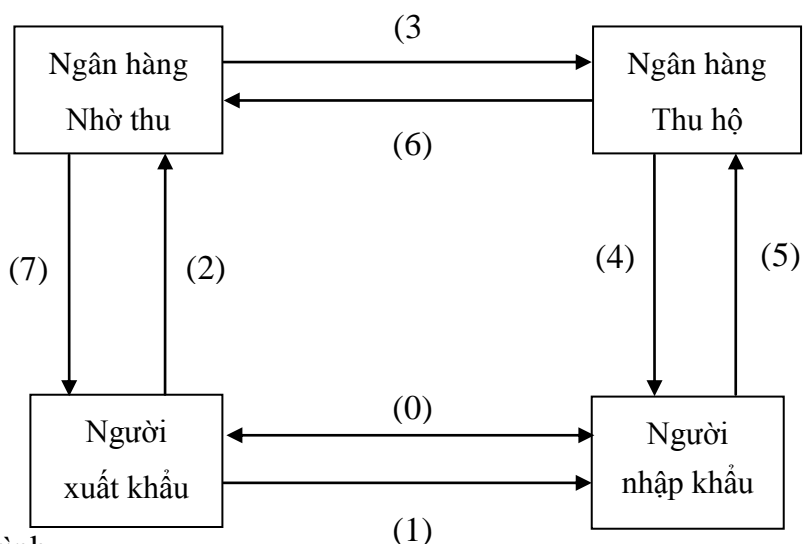 (3
Ngân hàng
Nhờ thu
Ngân hàng
Thu hộ
(6)
(7)
(2)
(4)
(5)
(0)
Người
xuất khẩu
Người
nhập khẩu
(1)